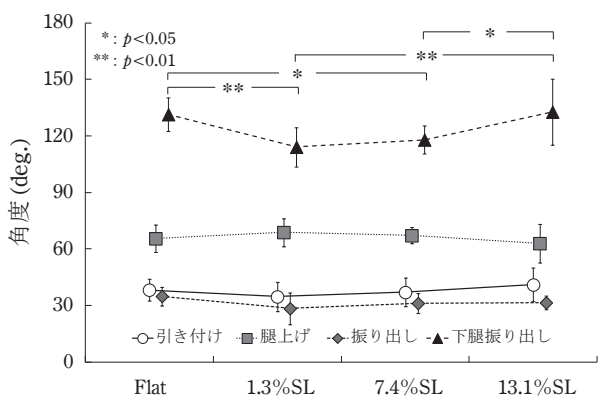 180
150
120
90
60
30
0
角度 (deg.)
* : p<0.05
** : p<0.01
*
**
*
**
引き付け
腿上げ
振り出し
下腿振り出し
Flat
1.3%SL
7.4%SL
13.1%SL